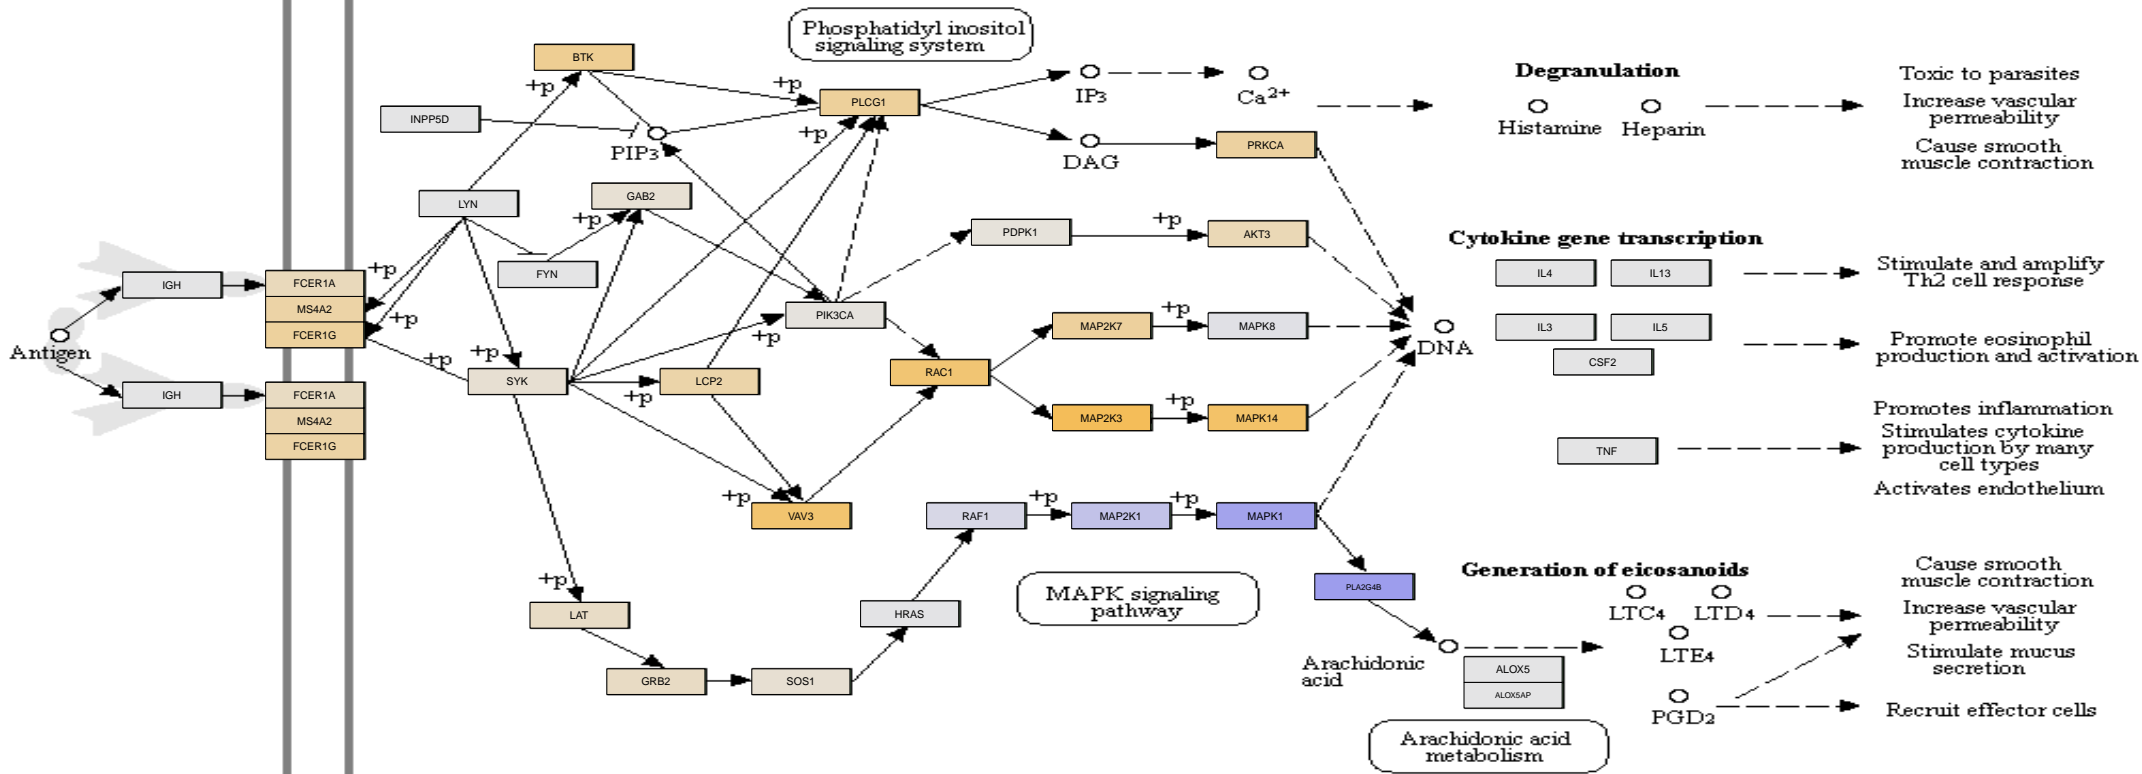 Phosphatidyl inositol
signaling system
BTK
+p
+p
INPP5D
PIP3
PLCG1
+p
IP3
Ca2+
DAG
PRKCA
Degranulation
Histamine
Heparin
Toxic to parasites
Increase vascular
permeability
Cause smooth
muscle contraction
LYN
GAB2
+p
FYN
PDPK1
+p
AKT3
Cytokine gene transcription
IL4
IL13
Stimulate and amplify
Th2 cell response
IL3
IL5
CSF2
Promote eosinophil
production and activation
Antigen
IGH
IGH
+p
+p
FCER1A
MS4A2
FCER1G
FCER1A
MS4A2
FCER1G
+p
+p
SYK
+p
LCP2
+p
PIK3CA
RAC1
MAP2K7
+p
MAPK8
MAP2K3
+p
MAPK14
DNA
TNF
Promotes inflammation
Stimulates cytokine
production by many
cell types
Activates endothelium
+p
VAV3
RAF1
+p
MAP2K1
+p
MAPK1
+p
LAT
GRB2
SOS1
HRAS
MAPK signaling
pathway
PLA2G4B
Generation of eicosanoids
LTC4
LTD4
LTE4
PGD2
Arachidonic
acid
ALOX5
ALOX5AP
Arachidonic acid
metabolism
Cause smooth
muscle contraction
Increase vascular
permeability
Stimulate mucus
secretion
Recruit effector cells